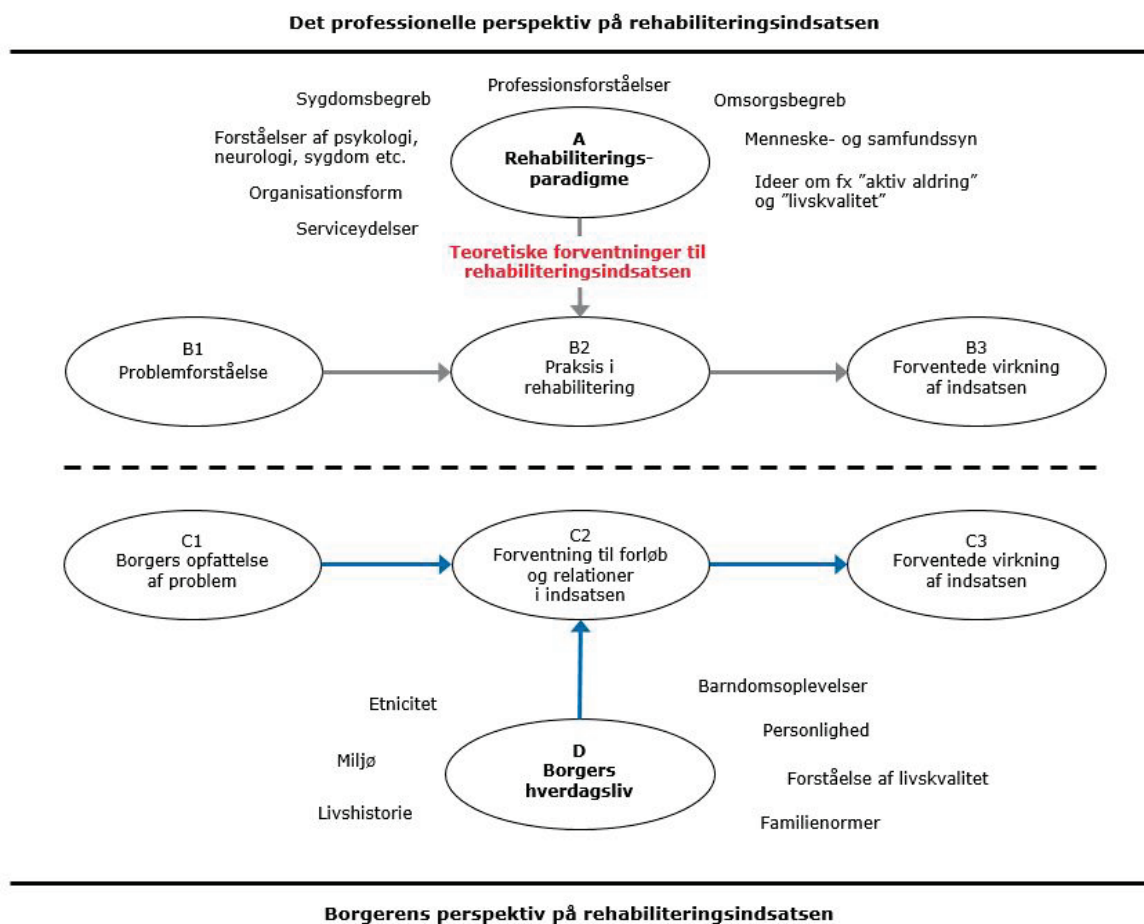 Det professionelle perspektiv på rehabiliteringsindsatsen
Professionsforståelser
Sygdomsbegreb
Omsorgsbegreb
Forståelser af psykologi,
neurologi, sygdom etc.
A
Rehabiliterings-
paradigme
Menneske- og samfundssyn
Organisationsform
Ideer om fx ”aktiv aldring”
og ”livskvalitet”
Serviceydelser
Teoretiske forventninger til
rehabiliteringsindsatsen
B1
Problemforståelse
B2
Praksis i
rehabilitering
B3
Forventede virkning
af indsatsen
C1
Borgers opfattelse
af problem
C2
Forventning til forløb
og relationer
i indsatsen
C3
Forventede virkning
af indsatsen
Etnicitet
Barndomsoplevelser
Personlighed
Miljø
D
Borgers
hverdagsliv
Forståelse af livskvalitet
Livshistorie
Familienormer
Borgerens perspektiv på rehabiliteringsindsatsen